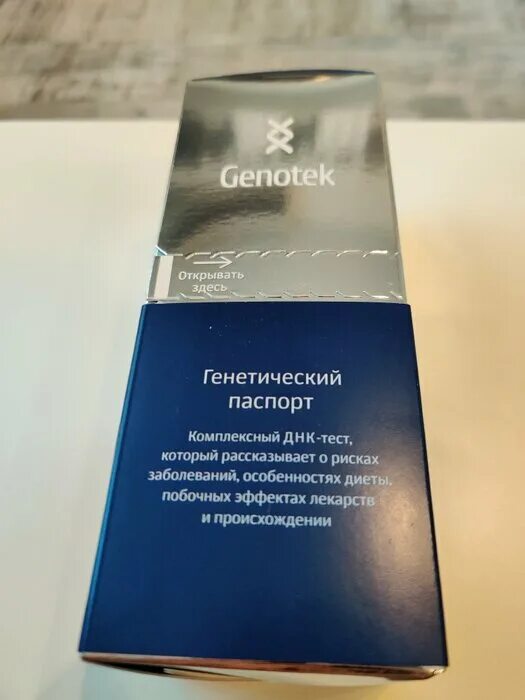 Genotek
Открывать
здесь
Генетический
паспорт
Комплексный ДНК-тест,
который рассказывает о рисках
заболеваний, особенностях диеты,
побочных эффектах лекарств
и происхождении